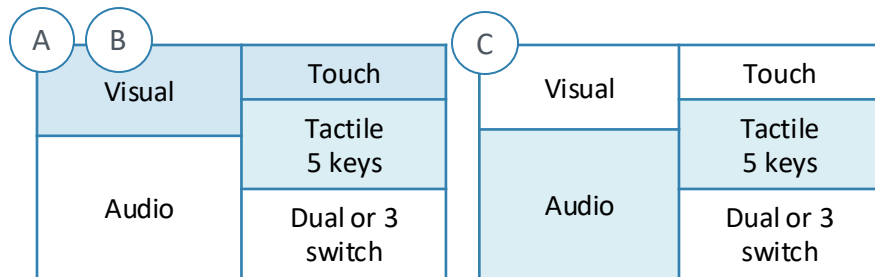 A
B
Visual
Touch
Tactile
5 keys
Audio
Dual or 3
switch
C
Visual
Touch
Tactile
5 keys
Audio
Dual or 3
switch